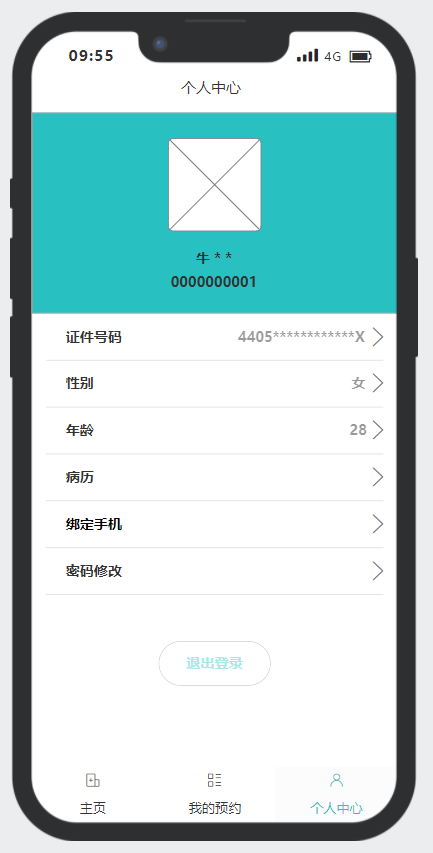 09:55 4G
个人中心
牛 * *
0000000001
证件号码 4405************X
性别 女
年龄 28
病历
绑定手机
密码修改
退出登录
主页 我的预约 个人中心